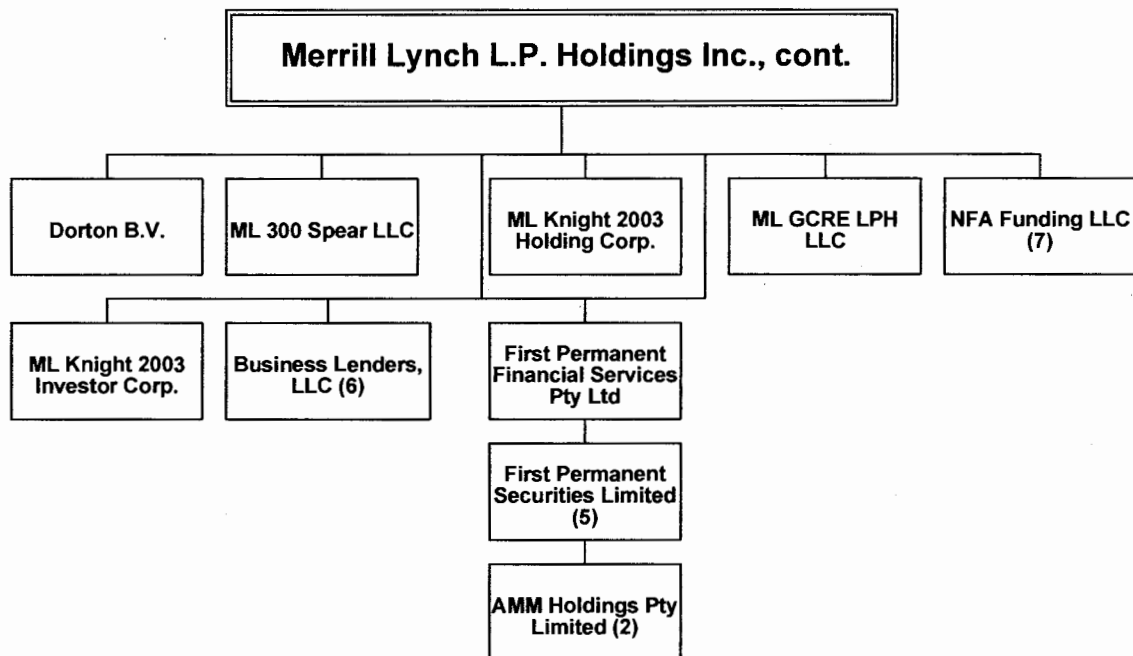 Merrill Lynch L.P. Holdings Inc., cont.
Dorton B.V.
ML 300 Spear LLC
ML Knight 2003
Holding Corp.
ML GCRE LPH
LLC
NFA Funding LLC
(7)
ML Knight 2003
Investor Corp.
Business Lenders,
LLC (6)
First Permanent
Financial Services
Pty Ltd
First Permanent
Securities Limited
(5)
AMM Holdings Pty
Limited (2)